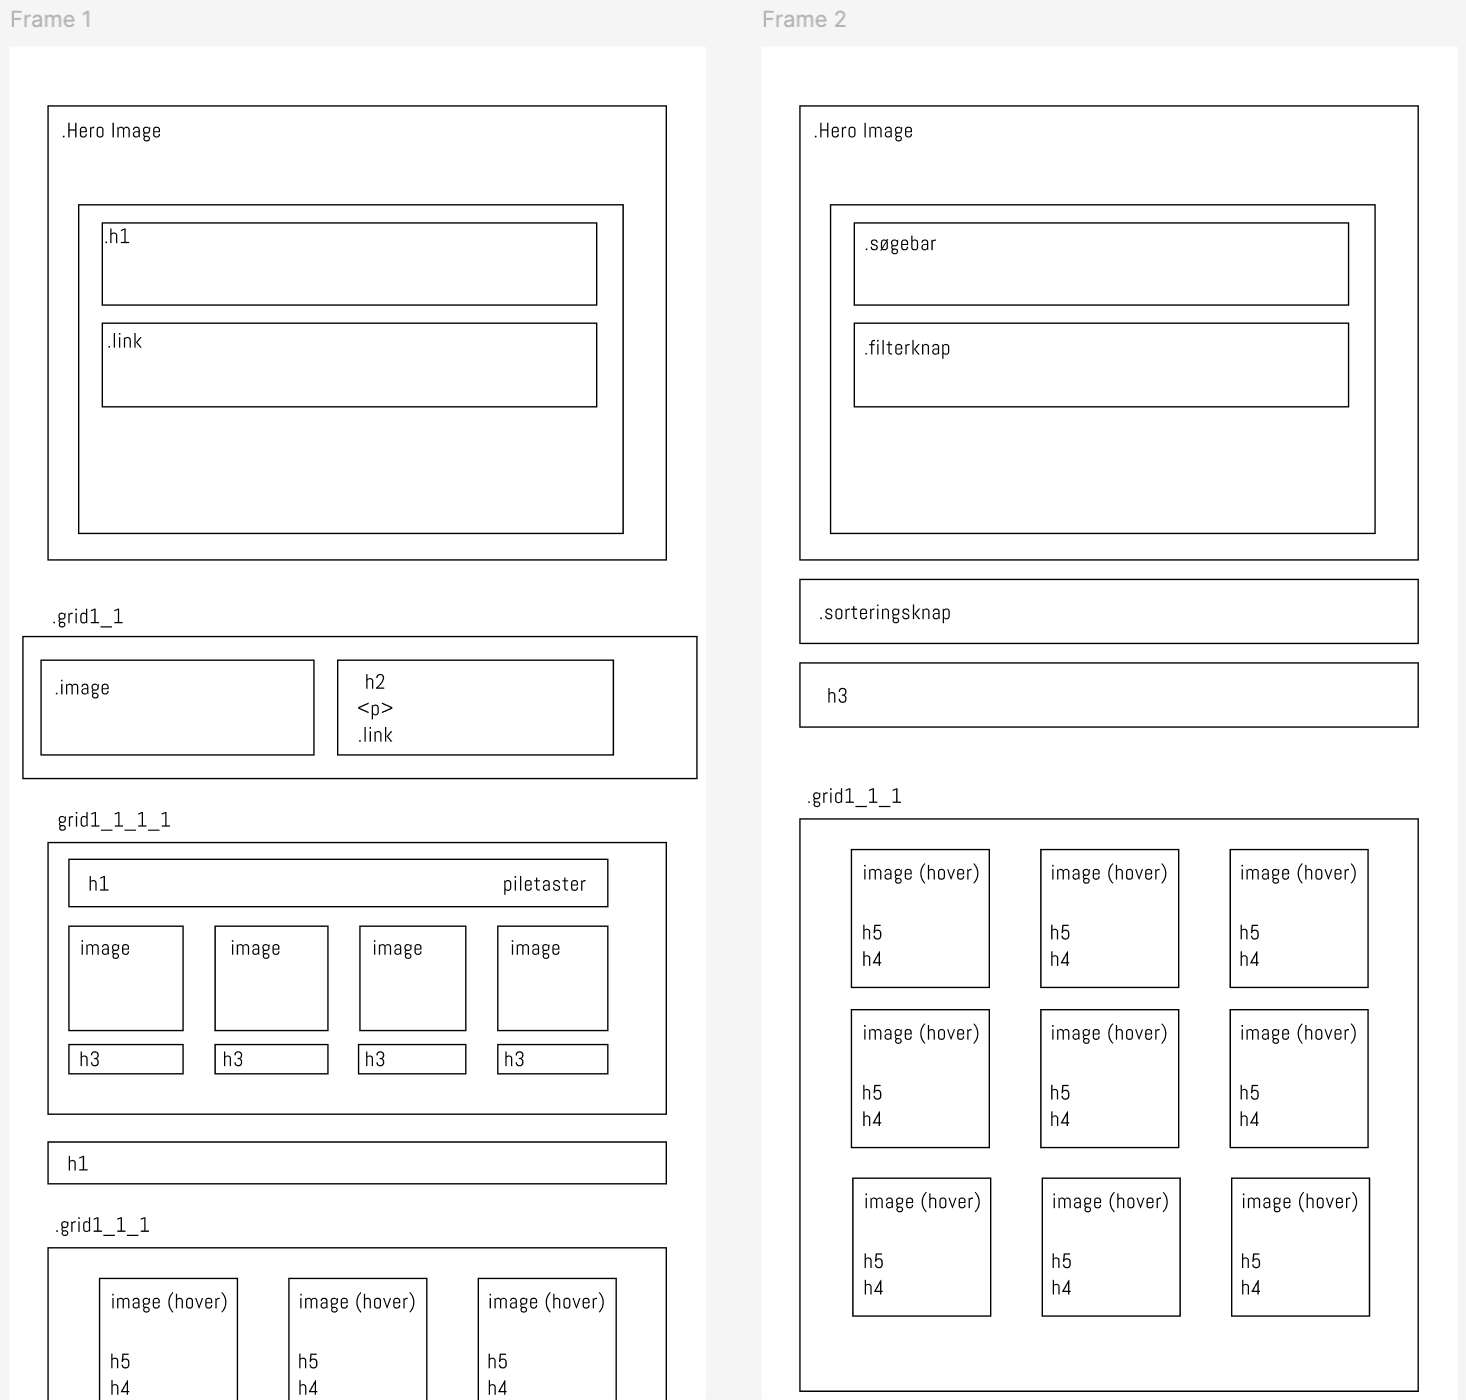 Frame 1
.Hero Image
.h1
.link
.grid1_1
.image
h2
<p>
.link
grid1_1_1_1
h1 piletaster
image image image image
h3 h3 h3 h3
h1
.grid1_1_1
image (hover) image (hover) image (hover)
h5 h5 h5
h4 h4 h4
Frame 2
.Hero Image
.søgebar
.filterknap
.sorteringsknap
h3
.grid1_1_1
image (hover) image (hover) image (hover)
h5 h5 h5
h4 h4 h4
image (hover) image (hover) image (hover)
h5 h5 h5
h4 h4 h4
image (hover) image (hover) image (hover)
h5 h5 h5
h4 h4 h4